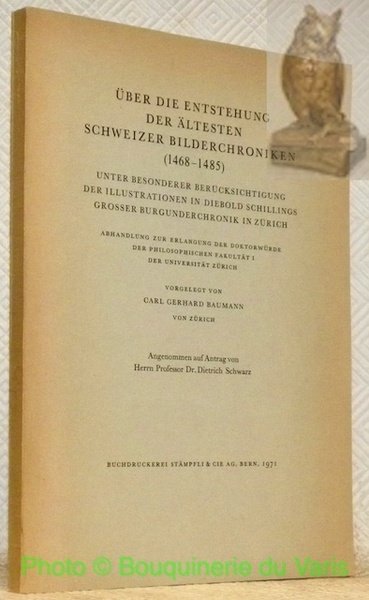 ÜBER DIE ENTSTEHUNG
DER ÄLTESTEN
SCHWEIZER BILDERCHRONIKEN
(1468–1485)
UNTER BESONDERER BERÜCKSICHTIGUNG
DER ILLUSTRATIONEN IN DIEBOLD SCHILLINGS
GROSSER BURGUNDERCHRONIK IN ZÜRICH
ABHANDLUNG ZUR ERLANGUNG DER DOKTORWÜRDE
DER PHILOSOPHISCHEN FAKULTÄT I
DER UNIVERSITÄT ZÜRICH
VORGELEGT VON
CARL GERHARD BAUMANN
VON ZÜRICH
Angenommen auf Antrag von
Herrn Professor Dr. Dietrich Schwarz
BUCHDRUCKEREI STÄMPFLI & CIE AG, BERN, 1971
Photo © Bouquinerie du Varis